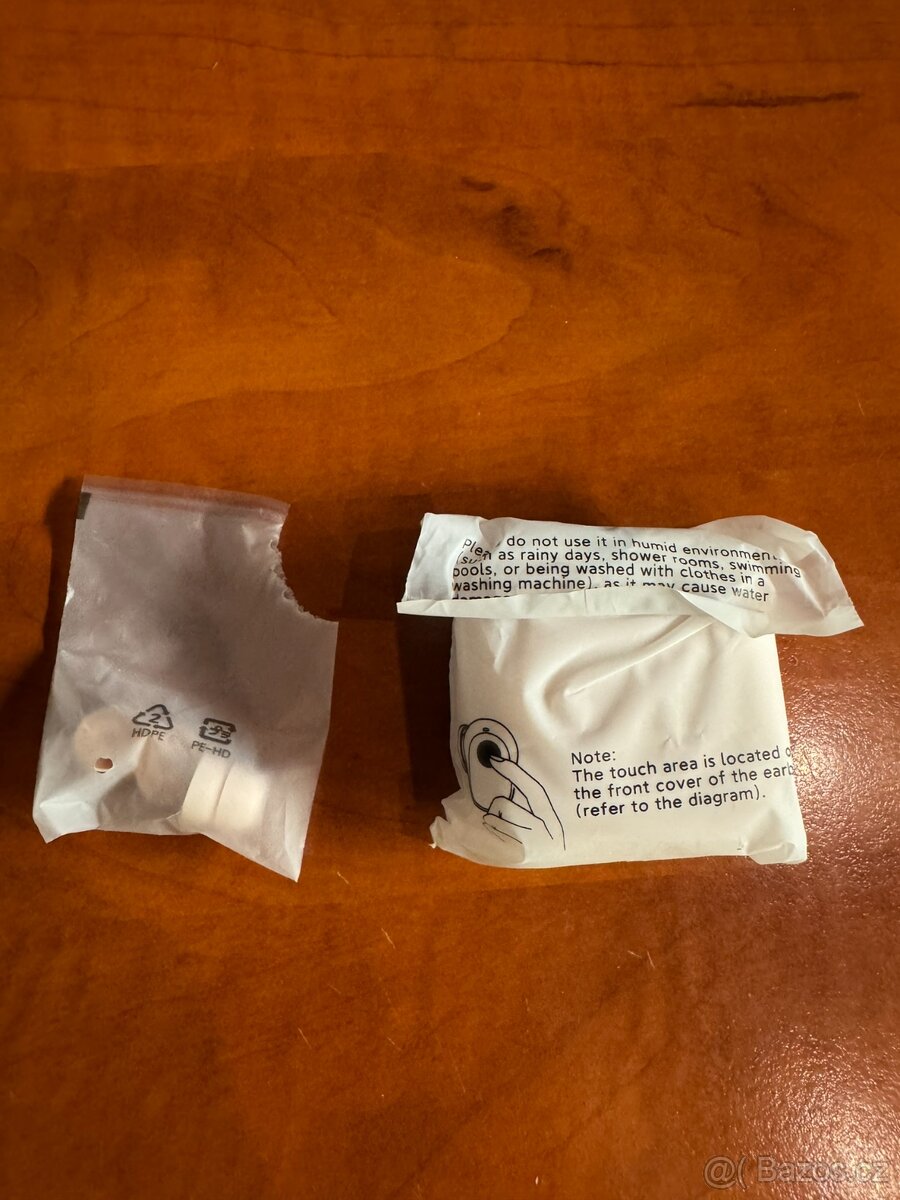 2
HDPE
PE-HD
do not use it in humid
as rainy days, shower rooms, swimming
or being washed with clothes in a
washing machine), as it may cause water
Note:
The touch area is located
the front cover of the
(refer to the diagram).
@( Bazos.cz